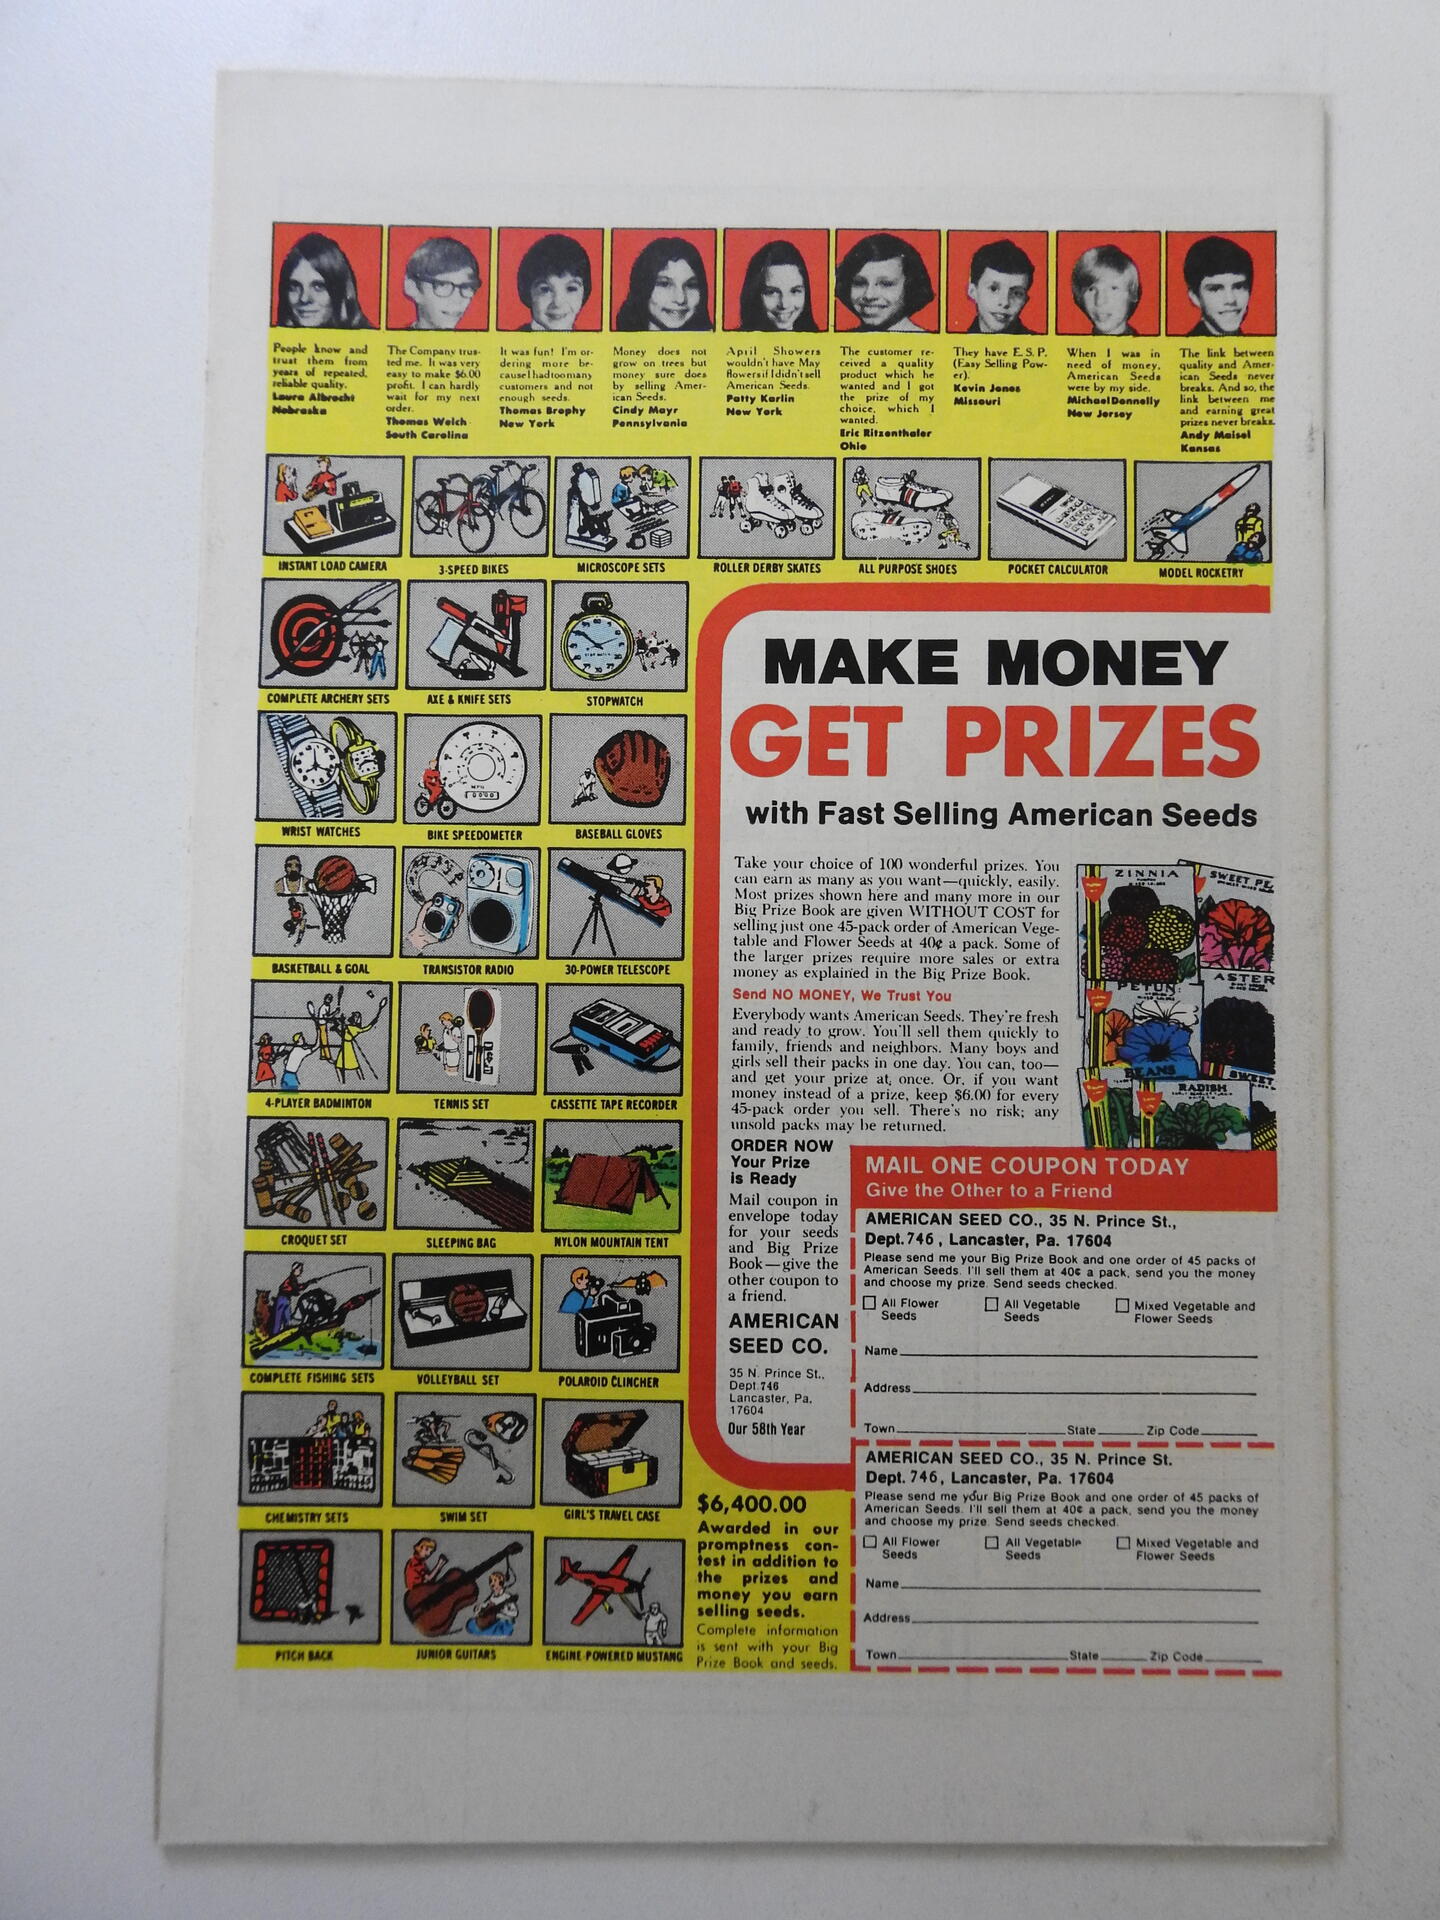 People know and
trust them from
years of repeated,
reliable quality.
Laura Albrecht
Nebraska
The Company trus-
ted me. It was very
easy to make $6.00
profit. I can hardly
wait for my next
order.
Thomas Welch
South Carolina
It was fun! I'm or-
dering more be-
cause I had too many
customers and not
enough seeds.
Thomas Brophy
New York
Money does not
grow on trees but
money sure does
by selling Amer-
ican Seeds.
Cindy Mayr
Pennsylvania
April Showers
wouldn't have May
flowers if I didn't sell
American Seeds.
Patty Karlin
New York
The customer re-
ceived a quality
product which he
wanted and I got
the prize of my
choice, which I
wanted.
Eric Ritzenthaler
Ohio
They have E.S.P.
(Easy Selling Pow-
er).
Kevin Jones
Missouri
When I was in
need of money,
American Seeds
were by my side.
Michael Donnelly
New Jersey
The link between
quality and Amer-
ican Seeds never
breaks. And so, the
link between me
and earning great
prizes never breaks.
Andy Maisel
Kansas
INSTANT LOAD CAMERA
3-SPEED BIKES
MICROSCOPE SETS
ROLLER DERBY SKATES
ALL PURPOSE SHOES
POCKET CALCULATOR
MODEL ROCKETRY
COMPLETE ARCHERY SETS
AXE & KNIFE SETS
STOPWATCH
WRIST WATCHES
BIKE SPEEDOMETER
BASEBALL GLOVES
BASKETBALL & GOAL
TRANSISTOR RADIO
30-POWER TELESCOPE
4-PLAYER BADMINTON
TENNIS SET
CASSETTE TAPE RECORDER
CROQUET SET
SLEEPING BAG
NYLON MOUNTAIN TENT
COMPLETE FISHING SETS
VOLLEYBALL SET
POLAROID CLINCHER
CHEMISTRY SETS
SWIM SET
GIRL'S TRAVEL CASE
PITCH BACK
JUNIOR GUITARS
ENGINE POWERED MUSTANG
MAKE MONEY
GET PRIZES
with Fast Selling American Seeds
Take your choice of 100 wonderful prizes. You
can earn as many as you want—quickly, easily.
Most prizes shown here and many more in our
Big Prize Book are given WITHOUT COST for
selling just one 45-pack order of American Vege-
table and Flower Seeds at 40¢ a pack. Some of
the larger prizes require more sales or extra
money as explained in the Big Prize Book.
Send NO MONEY, We Trust You
Everybody wants American Seeds. They're fresh
and ready to grow. You'll sell them quickly to
family, friends and neighbors. Many boys and
girls sell their packs in one day. You can, too—
and get your prize at once. Or, if you want
money instead of a prize, keep $6.00 for every
45-pack order you sell. There's no risk; any
unsold packs may be returned.
ZINNIA
SWEET PE
ASTER
PETUN
BEANS
SWEET
RADISH
ORDER NOW
Your Prize
is Ready
Mail coupon in
envelope today
for your seeds
and Big Prize
Book—give the
other coupon to
a friend.
AMERICAN
SEED CO.
35 N. Prince St.,
Dept.746
Lancaster, Pa.
17604
Our 58th Year
MAIL ONE COUPON TODAY
Give the Other to a Friend
AMERICAN SEED CO., 35 N. Prince St.,
Dept.746, Lancaster, Pa. 17604
Please send me your Big Prize Book and one order of 45 packs of
American Seeds. I'll sell them at 40¢ a pack, send you the money
and choose my prize. Send seeds checked.
All Flower
Seeds
All Vegetable
Seeds
Mixed Vegetable and
Flower Seeds
Name
Address
Town State Zip Code
AMERICAN SEED CO., 35 N. Prince St.
Dept. 746, Lancaster, Pa. 17604
Please send me your Big Prize Book and one order of 45 packs of
American Seeds. I'll sell them at 40¢ a pack, send you the money
and choose my prize. Send seeds checked.
All Flower
Seeds
All Vegetable
Seeds
Mixed Vegetable and
Flower Seeds
Name
Address
Town State Zip Code
$6,400.00
Awarded in our
promptness con-
test in addition to
the prizes and
money you earn
selling seeds.
Complete information
is sent with your Big
Prize Book and seeds.